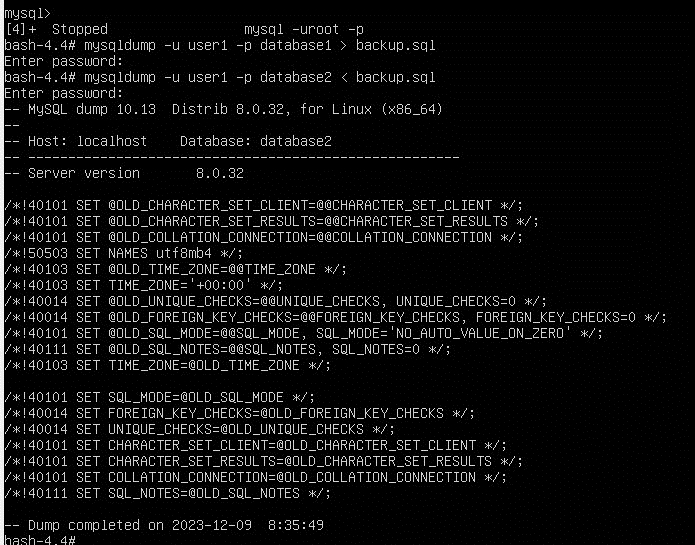 mysql>
[4]+  Stopped                 mysql -uroot -p
bash-4.4# mysqldump -u user1 -p database1 > backup.sql
Enter password:
bash-4.4# mysqldump -u user1 -p database2 < backup.sql
Enter password:
-- MySQL dump 10.13  Distrib 8.0.32, for Linux (x86_64)
--
-- Host: localhost    Database: database2
-- ------------------------------------------------------
-- Server version       8.0.32

/*!40101 SET @OLD_CHARACTER_SET_CLIENT=@@CHARACTER_SET_CLIENT */;
/*!40101 SET @OLD_CHARACTER_SET_RESULTS=@@CHARACTER_SET_RESULTS */;
/*!40101 SET @OLD_COLLATION_CONNECTION=@@COLLATION_CONNECTION */;
/*!50503 SET NAMES utf8mb4 */;
/*!40103 SET @OLD_TIME_ZONE=@@TIME_ZONE */;
/*!40103 SET TIME_ZONE='+00:00' */;
/*!40014 SET @OLD_UNIQUE_CHECKS=@@UNIQUE_CHECKS, UNIQUE_CHECKS=0 */;
/*!40014 SET @OLD_FOREIGN_KEY_CHECKS=@@FOREIGN_KEY_CHECKS, FOREIGN_KEY_CHECKS=0 */;
/*!40101 SET @OLD_SQL_MODE=@@SQL_MODE, SQL_MODE='NO_AUTO_VALUE_ON_ZERO' */;
/*!40111 SET @OLD_SQL_NOTES=@@SQL_NOTES, SQL_NOTES=0 */;
/*!40103 SET TIME_ZONE=@OLD_TIME_ZONE */;

/*!40101 SET SQL_MODE=@OLD_SQL_MODE */;
/*!40014 SET FOREIGN_KEY_CHECKS=@OLD_FOREIGN_KEY_CHECKS */;
/*!40014 SET UNIQUE_CHECKS=@OLD_UNIQUE_CHECKS */;
/*!40101 SET CHARACTER_SET_CLIENT=@OLD_CHARACTER_SET_CLIENT */;
/*!40101 SET CHARACTER_SET_RESULTS=@OLD_CHARACTER_SET_RESULTS */;
/*!40101 SET COLLATION_CONNECTION=@OLD_COLLATION_CONNECTION */;
/*!40111 SET SQL_NOTES=@OLD_SQL_NOTES */;

-- Dump completed on 2023-12-09  8:35:49
bash-4.4#